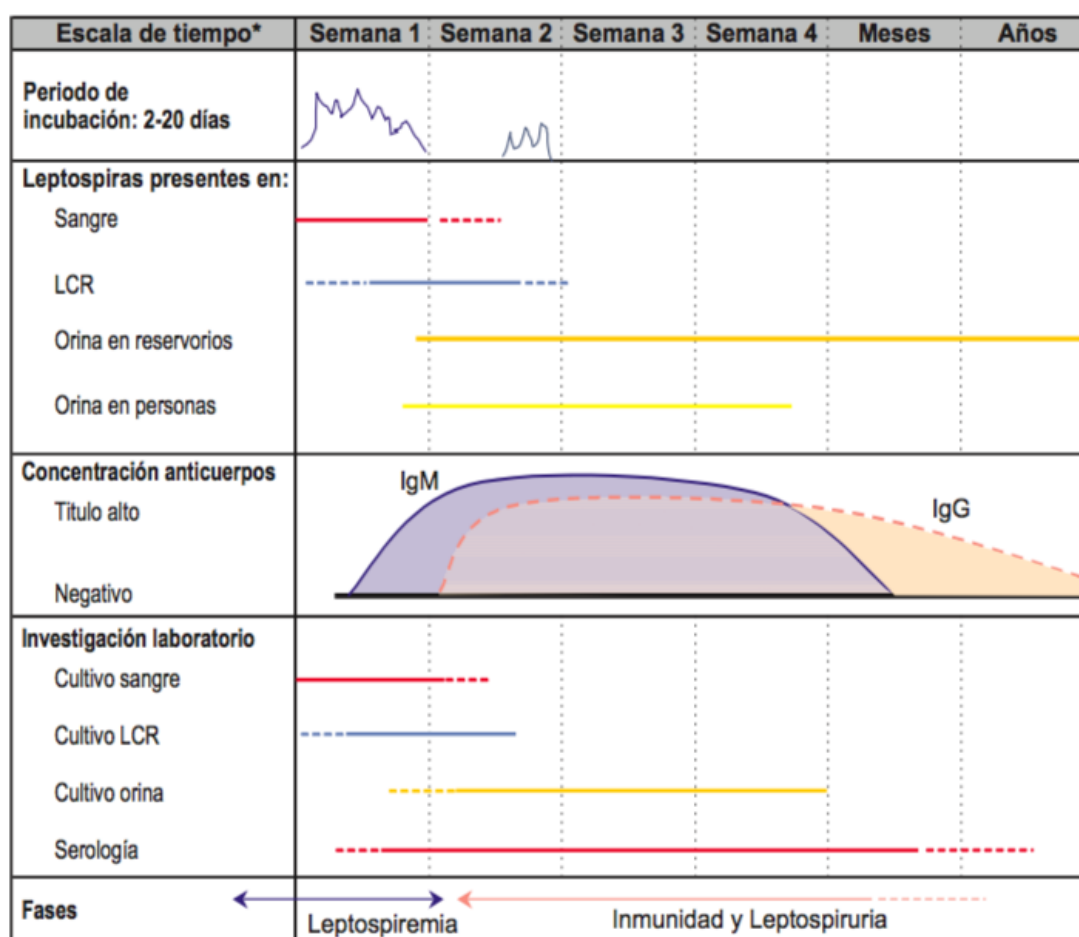 Escala de tiempo* Semana 1 Semana 2 Semana 3 Semana 4 Meses Años
Periodo de
incubación: 2-20 días
Leptospiras presentes en:
Sangre
LCR
Orina en reservorios
Orina en personas
Concentración anticuerpos
IgM
Titulo alto
IgG
Negativo
Investigación laboratorio
Cultivo sangre
Cultivo LCR
Cultivo orina
Serología
Fases
Leptospiremia
Inmunidad y Leptospiruria